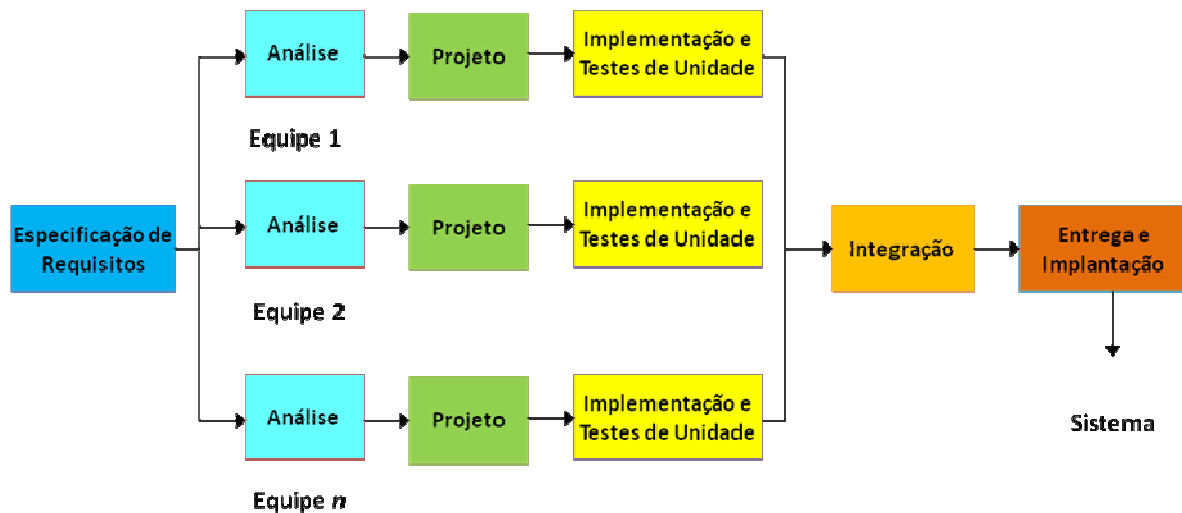 Especificação de
Requisitos
Análise
Projeto
Implementação e
Testes de Unidade
Equipe 1
Análise
Projeto
Implementação e
Testes de Unidade
Equipe 2
Análise
Projeto
Implementação e
Testes de Unidade
Equipe n
Integração
Entrega e
Implantação
Sistema